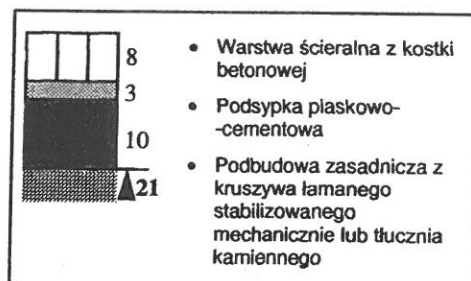 8
3
10
21
• Warstwa ścieralna z kostki
betonowej
• Podsypka piaskowo-
-cementowa
• Podbudowa zasadnicza z
kruszywa łamanego
stabilizowanego
mechanicznie lub tłucznia
kamiennego